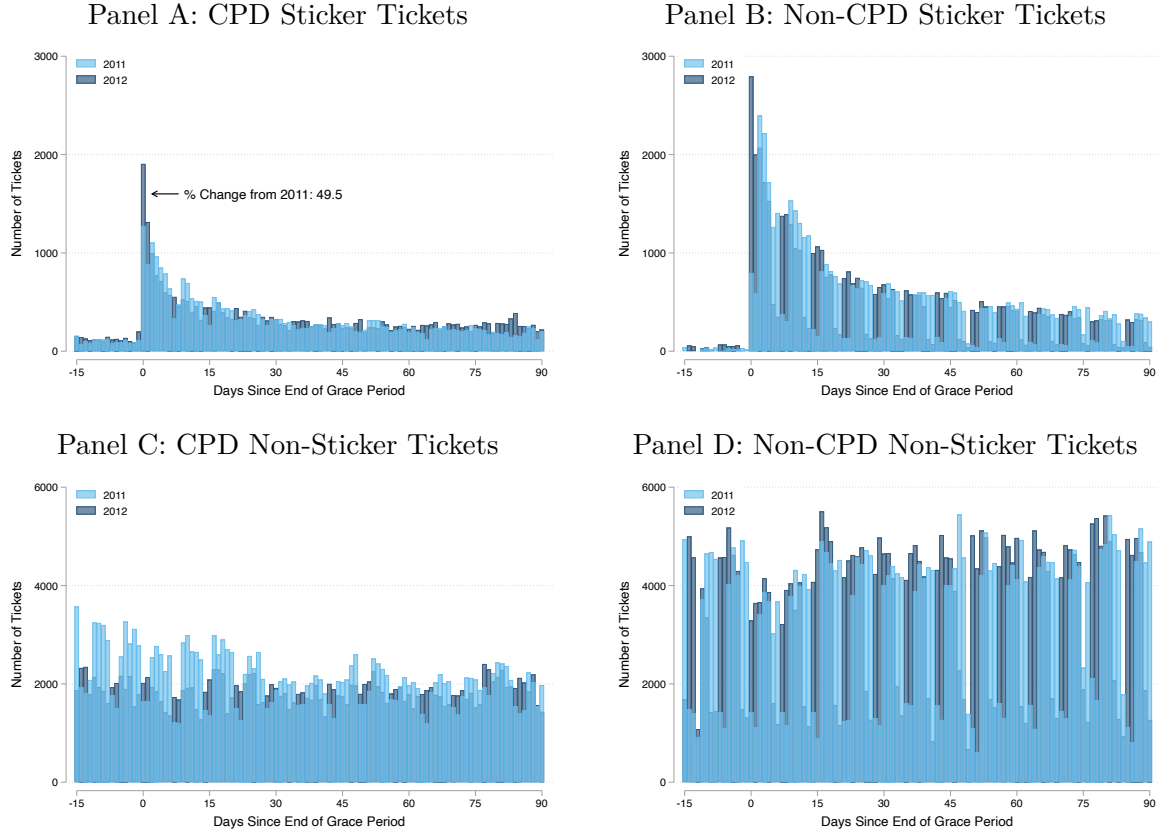 Panel A: CPD Sticker Tickets
3000
2000
1000
0
Number of Tickets
2011
2012
% Change from 2011: 49.5
-15 0 15 30 45 60 75 90
Days Since End of Grace Period
Panel B: Non-CPD Sticker Tickets
3000
2000
1000
0
Number of Tickets
2011
2012
-15 0 15 30 45 60 75 90
Days Since End of Grace Period
Panel C: CPD Non-Sticker Tickets
6000
4000
2000
0
Number of Tickets
2011
2012
-15 0 15 30 45 60 75 90
Days Since End of Grace Period
Panel D: Non-CPD Non-Sticker Tickets
6000
4000
2000
0
Number of Tickets
2011
2012
-15 0 15 30 45 60 75 90
Days Since End of Grace Period